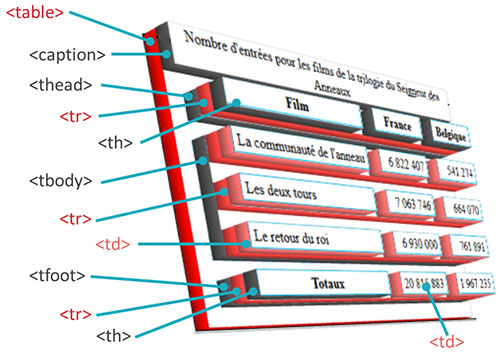 <table>
<caption>
Nombre d'entrées pour les films de la trilogie du Seigneur des
Anneaux
<thead>
<tr>
<th>
Film France Belgique
<tbody>
La communauté de l'anneau 6 822 407 541 274
<tr>
Les deux tours 7 063 746 664 070
<td>
Le retour du roi 6 930 000 761 891
<tfoot>
Totaux 20 816 883 1 967 235
<tr>
<th>
<td>